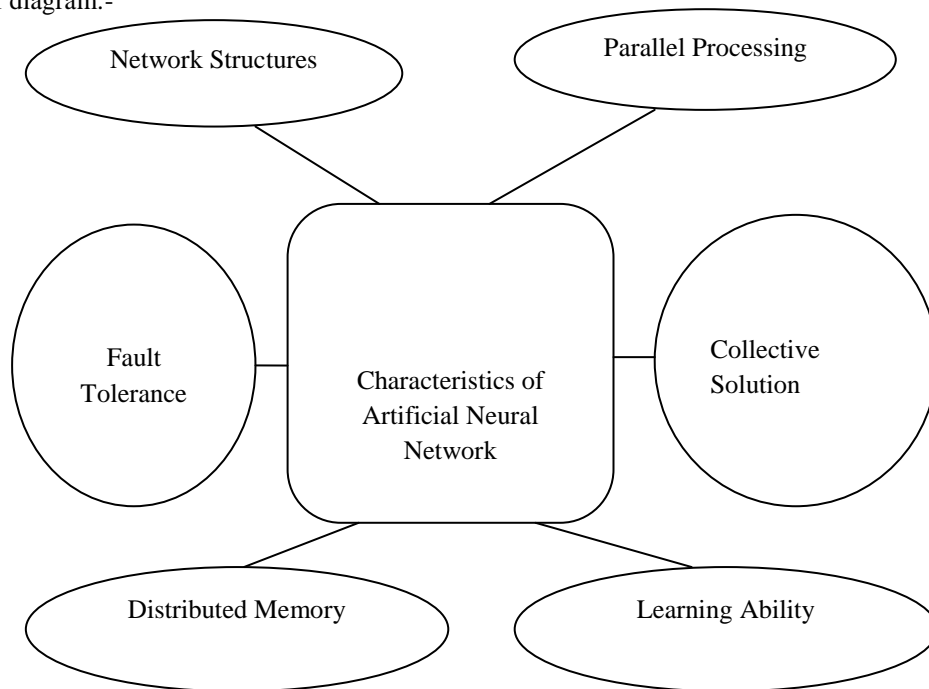 diagram:-
Network Structures
Parallel Processing
Fault
Tolerance
Characteristics of
Artificial Neural
Network
Collective
Solution
Distributed Memory
Learning Ability